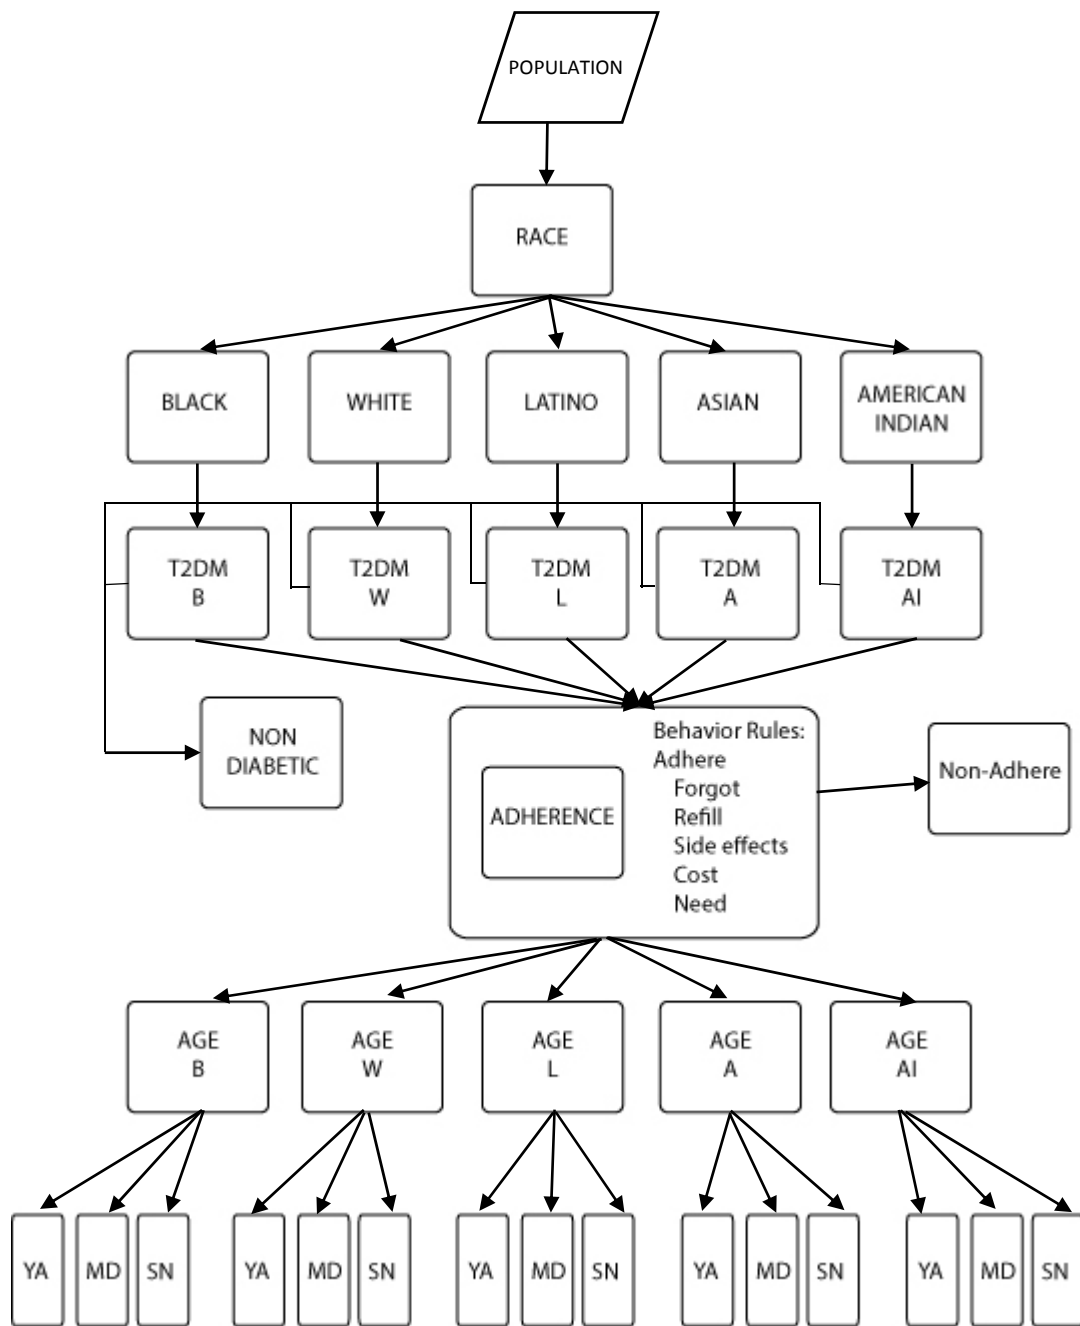 POPULATION
RACE
BLACK
WHITE
LATINO
ASIAN
AMERICAN
INDIAN
T2DM
B
T2DM
W
T2DM
L
T2DM
A
T2DM
AI
NON
DIABETIC
ADHERENCE
Behavior Rules:
Adhere
Forgot
Refill
Side effects
Cost
Need
Non-Adhere
AGE
B
AGE
W
AGE
L
AGE
A
AGE
AI
YA
MD
SN
YA
MD
SN
YA
MD
SN
YA
MD
SN
YA
MD
SN